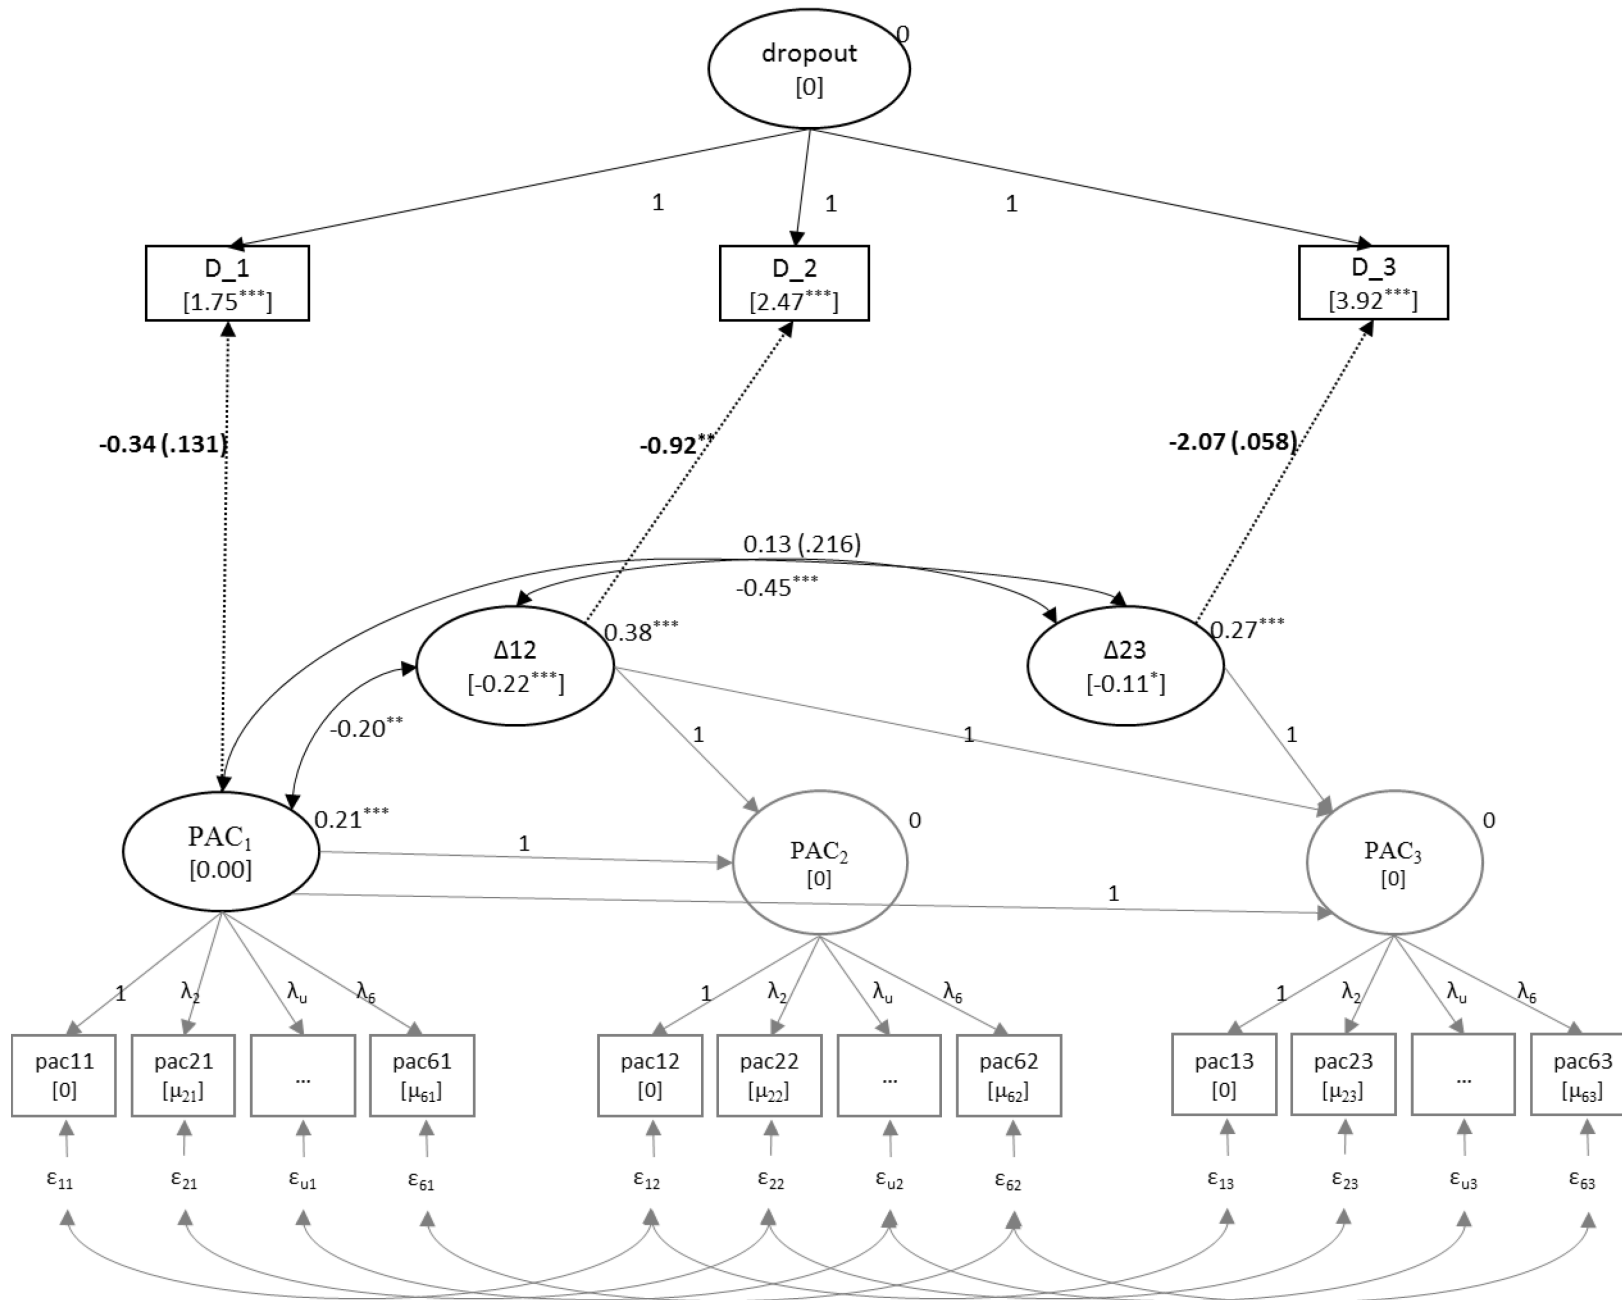 0
dropout
[0]
1
1
1
D_1
[1.75***]
D_2
[2.47***]
D_3
[3.92***]
-0.34 (.131)
-0.92**
-2.07 (.058)
0.13 (.216)
-0.45***
Δ12
[-0.22***]
0.38***
Δ23
[-0.11*]
0.27***
-0.20**
1
1
1
PAC₁
[0.00]
0.21***
1
PAC₂
[0]
0
PAC₃
[0]
0
1
1 λ₂ λᵤ λ₆
1 λ₂ λᵤ λ₆
1 λ₂ λᵤ λ₆
pac11
[0]
pac21
[μ₂₁]
...
pac61
[μ₆₁]
pac12
[0]
pac22
[μ₂₂]
...
pac62
[μ₆₂]
pac13
[0]
pac23
[μ₂₃]
...
pac63
[μ₆₃]
ε₁₁ ε₂₁ εᵤ₁ ε₆₁
ε₁₂ ε₂₂ εᵤ₂ ε₆₂
ε₁₃ ε₂₃ εᵤ₃ ε₆₃